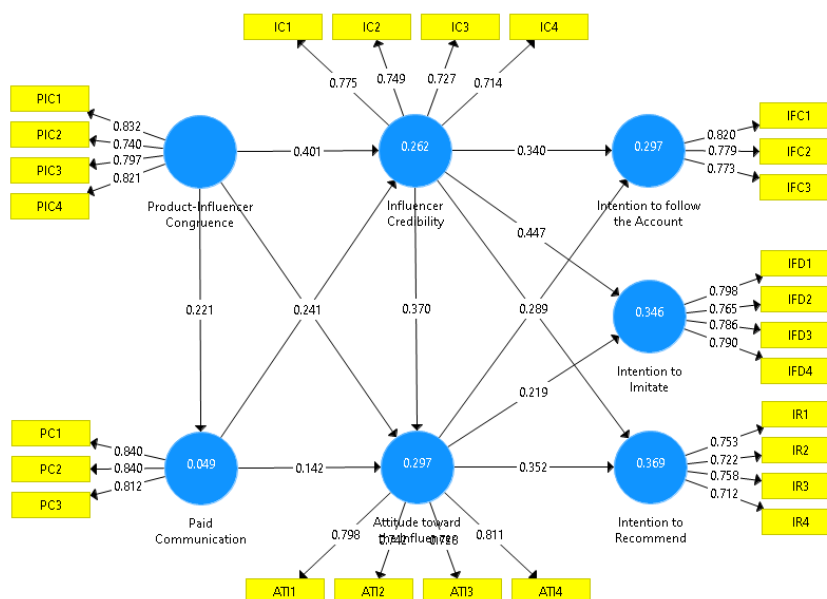 IC1
IC2
IC3
IC4
0.775
0.749
0.727
0.714
PIC1
PIC2
PIC3
PIC4
0.832
0.740
0.797
0.821
Product-Influencer
Congruence
0.401
0.262
Influencer
Credibility
0.340
0.297
Intention to follow
the Account
0.820
0.779
0.773
IFC1
IFC2
IFC3
0.447
0.221
0.241
0.370
0.289
0.346
Intention to
Imitate
0.798
0.765
0.786
0.790
IFD1
IFD2
IFD3
IFD4
0.219
PC1
PC2
PC3
0.840
0.840
0.812
0.049
Paid
Communication
0.142
0.297
Attitude toward
the Influencer
0.352
0.369
Intention to
Recommend
0.753
0.722
0.758
0.712
IR1
IR2
IR3
IR4
0.798
0.742
0.811
ATI1
ATI2
ATI3
ATI4